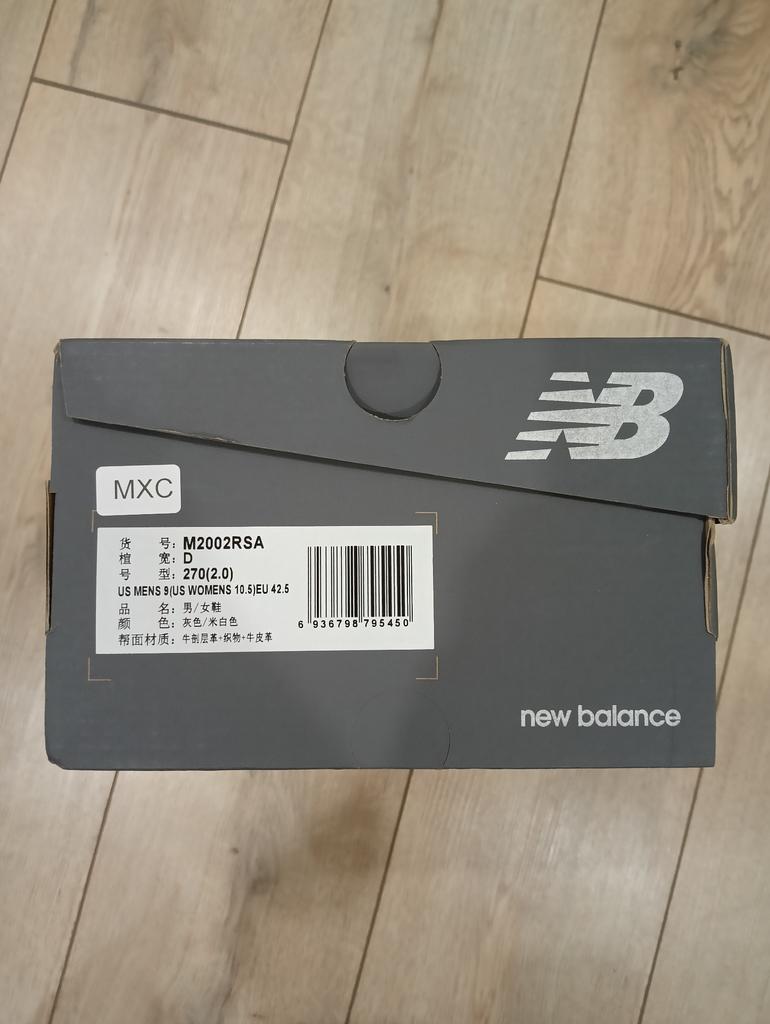 NB
MXC
货 号: M2002RSA
楦 宽: D
号 型: 270(2.0)
US MENS 9(US WOMENS 10.5)EU 42.5
品 名: 男/女鞋
颜 色: 灰色/米白色
帮面材质: 牛剖层革+织物+牛皮革
6 936798 795450
new balance